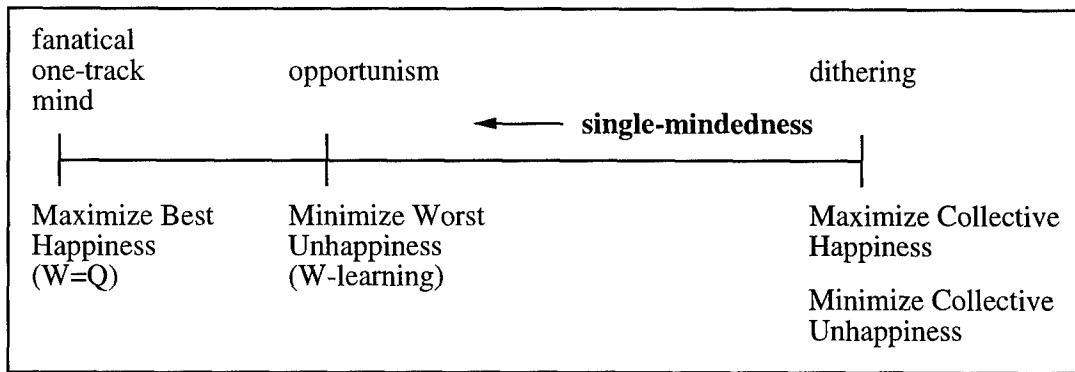 fanatical
one-track
mind
opportunism
dithering
single-mindedness
Maximize Best
Happiness
(W=Q)
Minimize Worst
Unhappiness
(W-learning)
Maximize Collective
Happiness
Minimize Collective
Unhappiness